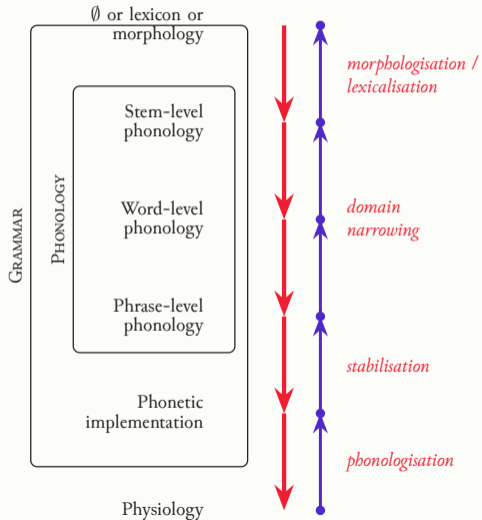 ∅ or lexicon or
morphology
morphologisation /
lexicalisation
Stem-level
phonology
Word-level
phonology
domain
narrowing
GRAMMAR
PHONOLOGY
Phrase-level
phonology
stabilisation
Phonetic
implementation
phonologisation
Physiology